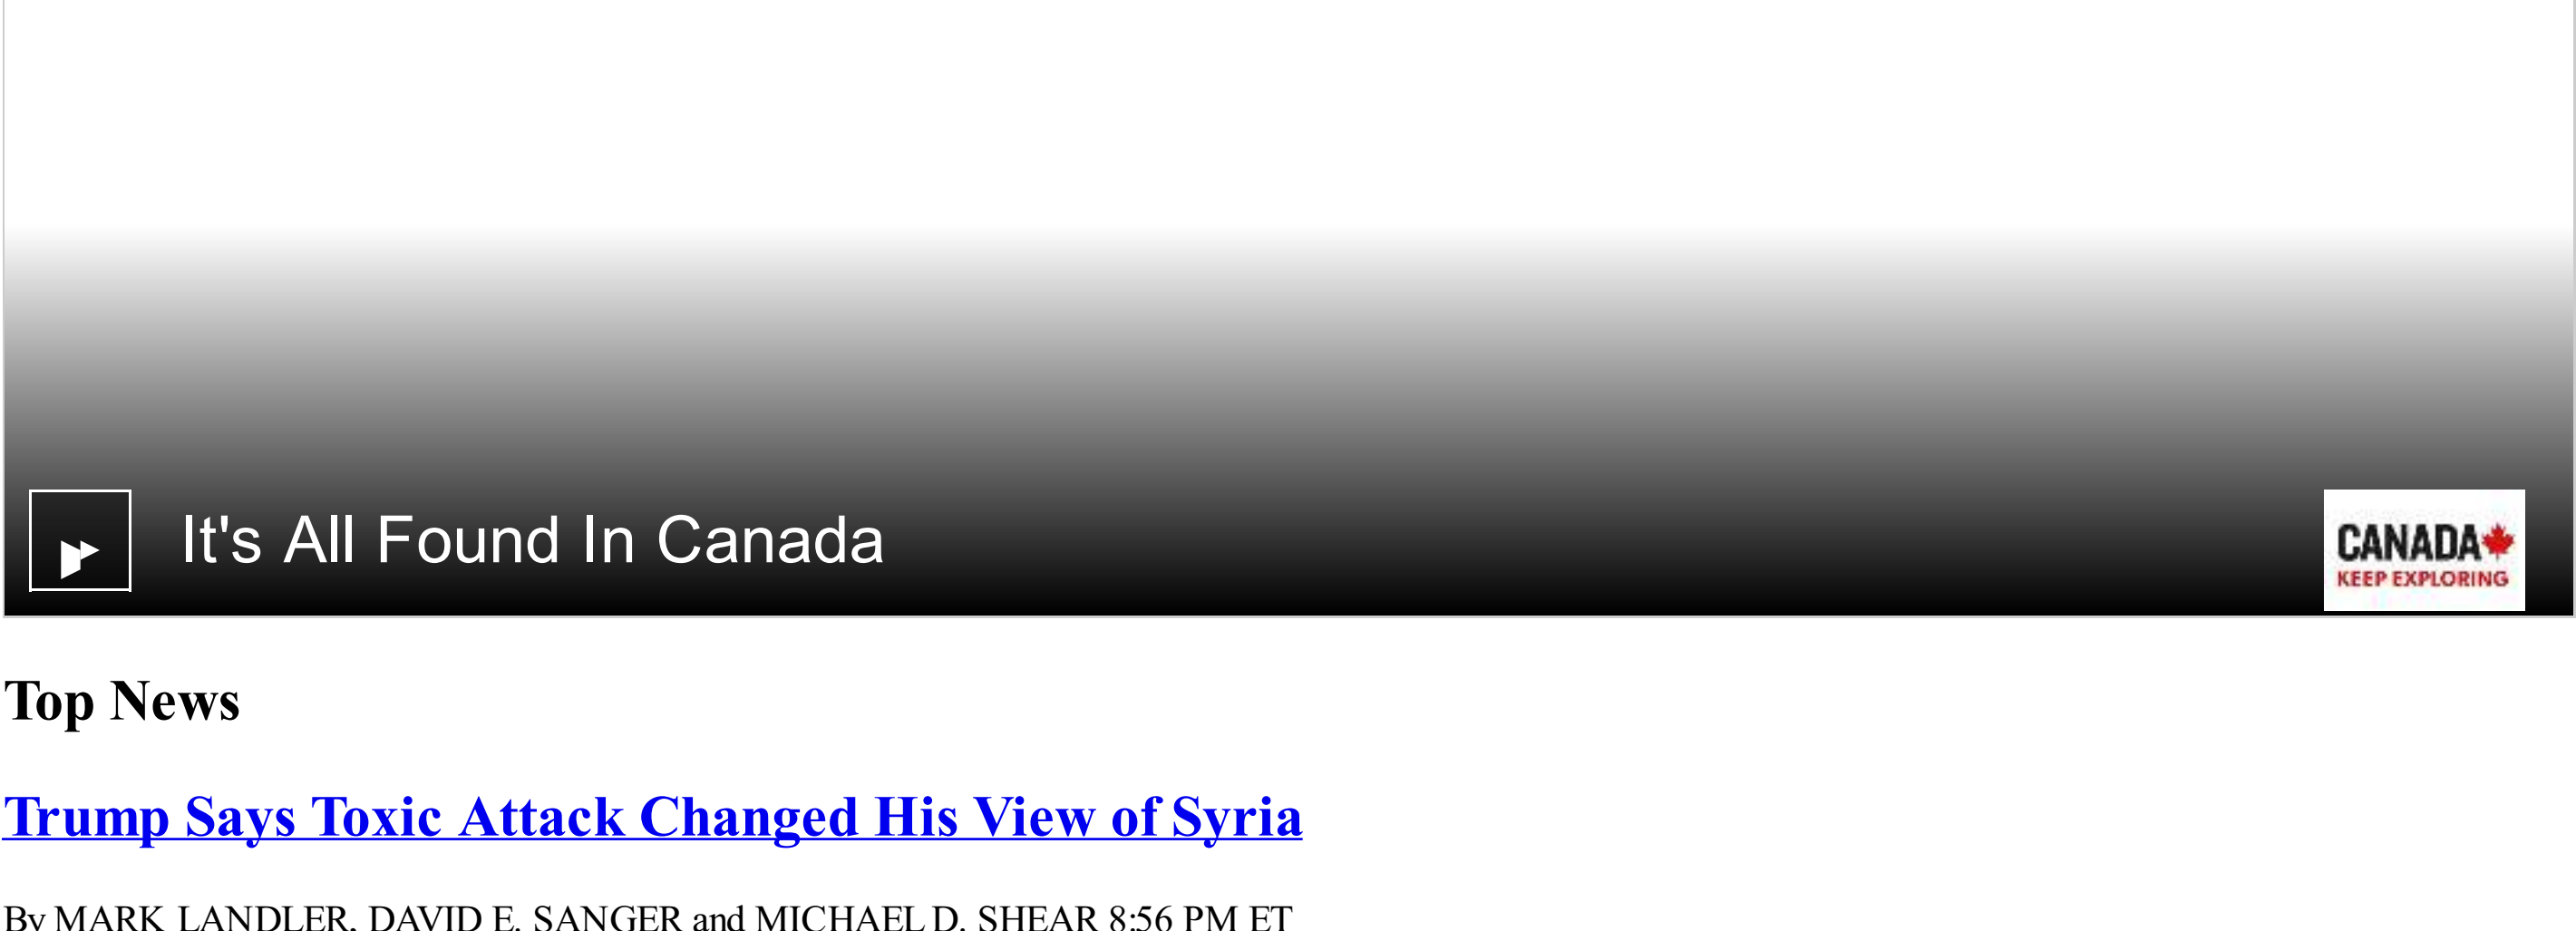 It's All Found In Canada
CANADA
KEEP EXPLORING
Top News
Trump Says Toxic Attack Changed His View of Syria
By MARK LANDLER, DAVID E. SANGER and MICHAEL D. SHEAR 8:56 PM ET